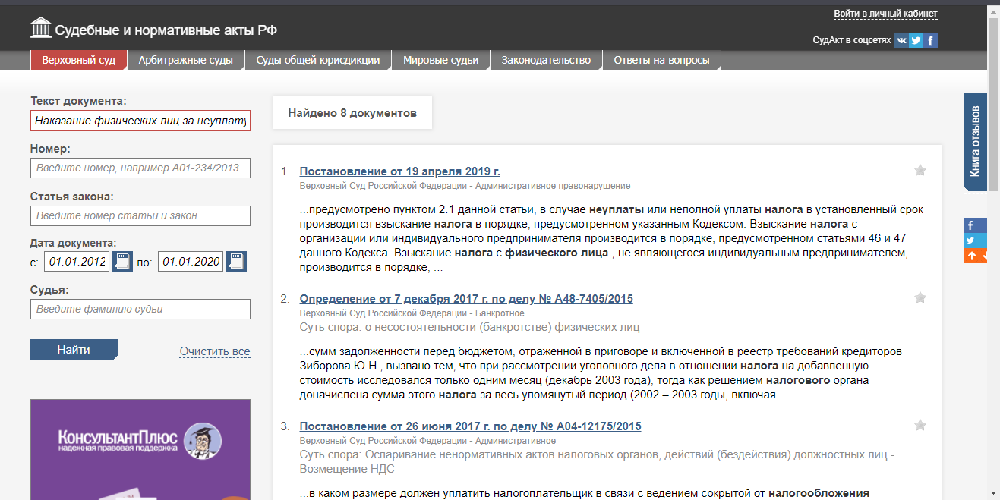 Войти в личный кабинет
Судебные и нормативные акты РФ
СудАкт в соцсетях
Верховный суд
Арбитражные суды
Суды общей юрисдикции
Мировые судьи
Законодательство
Ответы на вопросы
Текст документа:
Наказание физических лиц за неуплату
Номер:
Введите номер, например А01-234/2013
Статья закона:
Введите номер статьи и закон
Дата документа:
с: 01.01.2012 по: 01.01.2020
Судья:
Введите фамилию судьи
Найти
Очистить все
КонсультантПлюс
надежная правовая поддержка
Найдено 8 документов
1. Постановление от 19 апреля 2019 г.
Верховный Суд Российской Федерации - Административное правонарушение
...предусмотрено пунктом 2.1 данной статьи, в случае неуплаты или неполной уплаты налога в установленный срок
производится взыскание налога в порядке, предусмотренном указанным Кодексом. Взыскание налога с
организации или индивидуального предпринимателя производится в порядке, предусмотренном статьями 46 и 47
данного Кодекса. Взыскание налога с физического лица , не являющегося индивидуальным предпринимателем,
производится в порядке, ...
2. Определение от 7 декабря 2017 г. по делу № А48-7405/2015
Верховный Суд Российской Федерации - Банкротное
Суть спора: о несостоятельности (банкротстве) физических лиц
...сумм задолженности перед бюджетом, отраженной в приговоре и включенной в реестр требований кредиторов
Зиборова Ю.Н., вызвано тем, что при рассмотрении уголовного дела в отношении налога на добавленную
стоимость исследовался только одним месяц (декабрь 2003 года), тогда как решением налогового органа
доначислена сумма этого налога за весь упомянутый период (2002 – 2003 годы, включая ...
3. Постановление от 26 июня 2017 г. по делу № А04-12175/2015
Верховный Суд Российской Федерации - Административное
Суть спора: Оспаривание ненормативных актов налоговых органов, действий (бездействия) должностных лиц -
Возмещение НДС
...в каком размере должен уплатить налогоплательщик в связи с ведением сокрытой от налогообложения
Книга отзывов